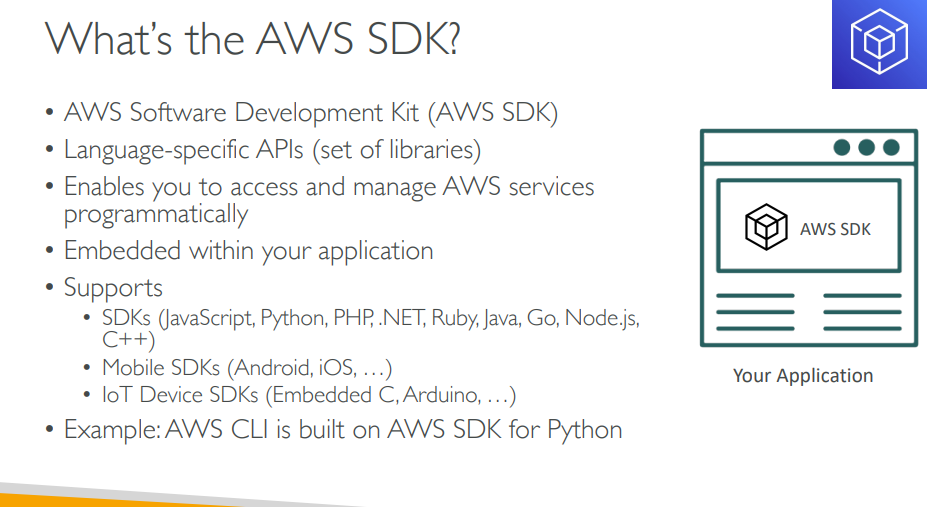 What's the AWS SDK?
• AWS Software Development Kit (AWS SDK)
• Language-specific APIs (set of libraries)
• Enables you to access and manage AWS services
programmatically
• Embedded within your application
• Supports
• SDKs (JavaScript, Python, PHP, .NET, Ruby, Java, Go, Node.js,
C++)
• Mobile SDKs (Android, iOS, …)
• IoT Device SDKs (Embedded C, Arduino, …)
• Example: AWS CLI is built on AWS SDK for Python
AWS SDK
Your Application